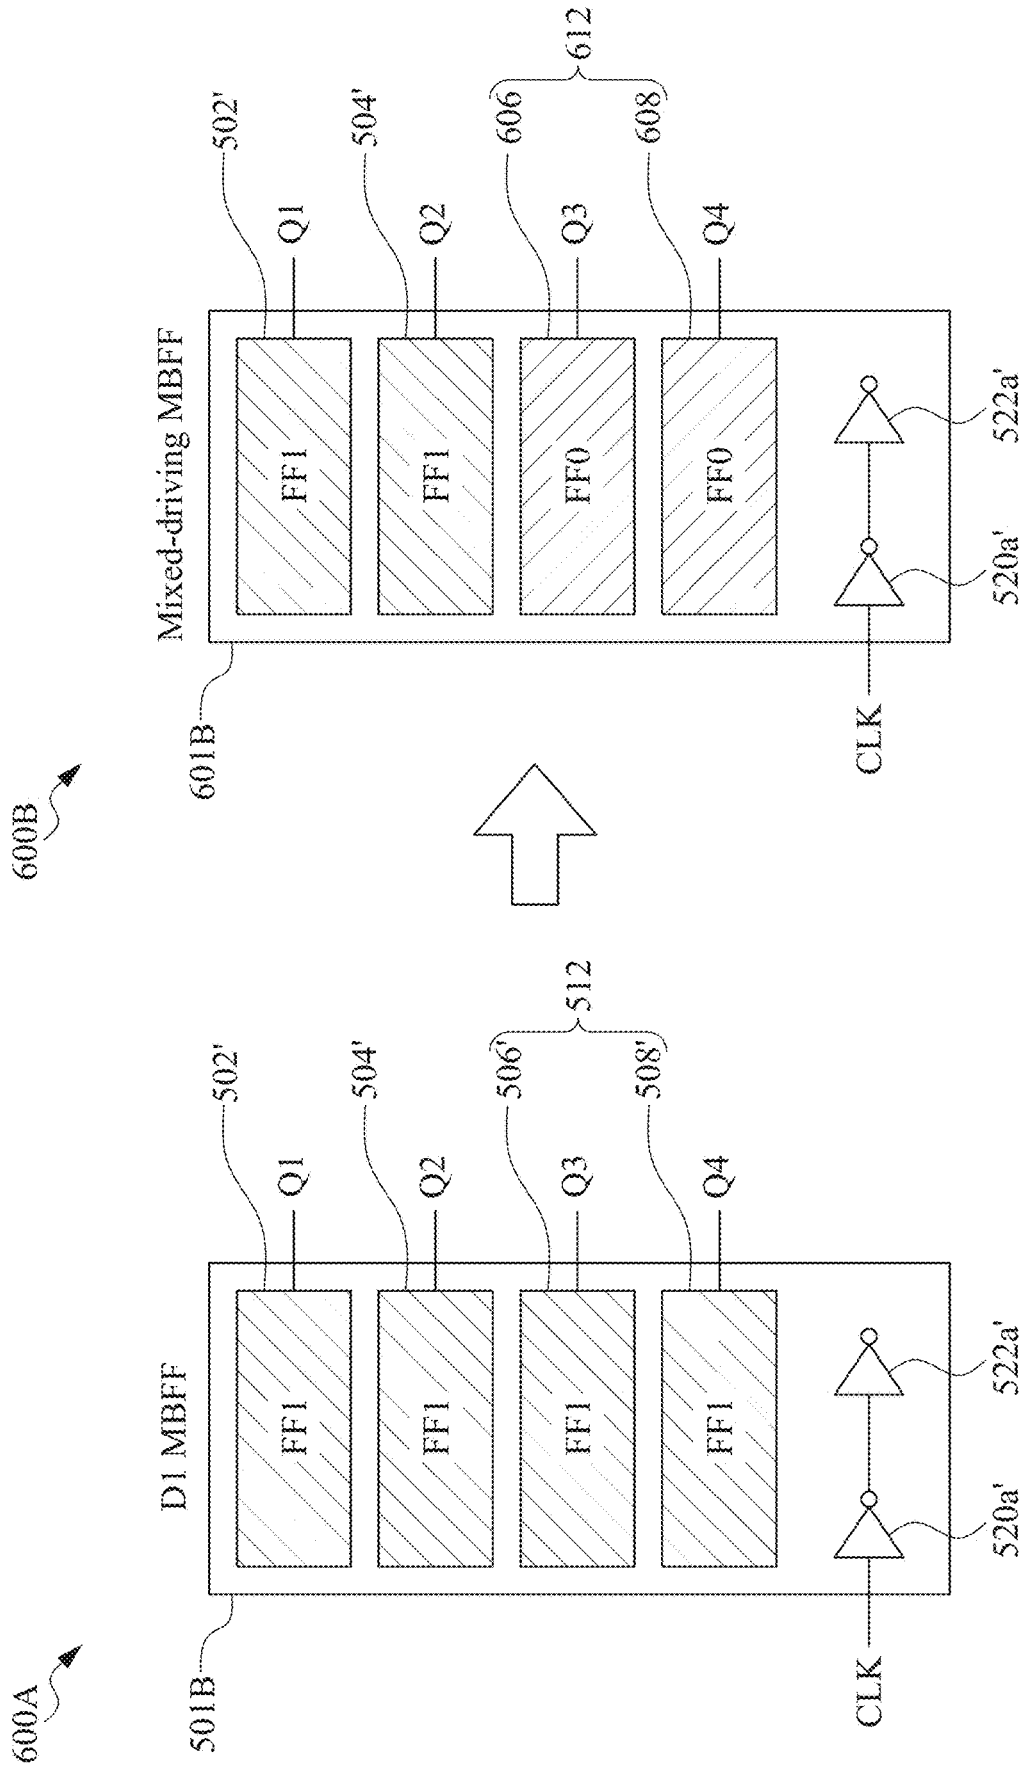 600A
D1 MBFF
501B
FF1
Q1
502'
FF1
Q2
504'
FF1
Q3
506'
512
FF1
Q4
508'
CLK
520a'
522a'
600B
Mixed-driving MBFF
601B
FF1
Q1
502'
FF1
Q2
504'
FF0
Q3
606
612
FF0
Q4
608
CLK
520a'
522a'